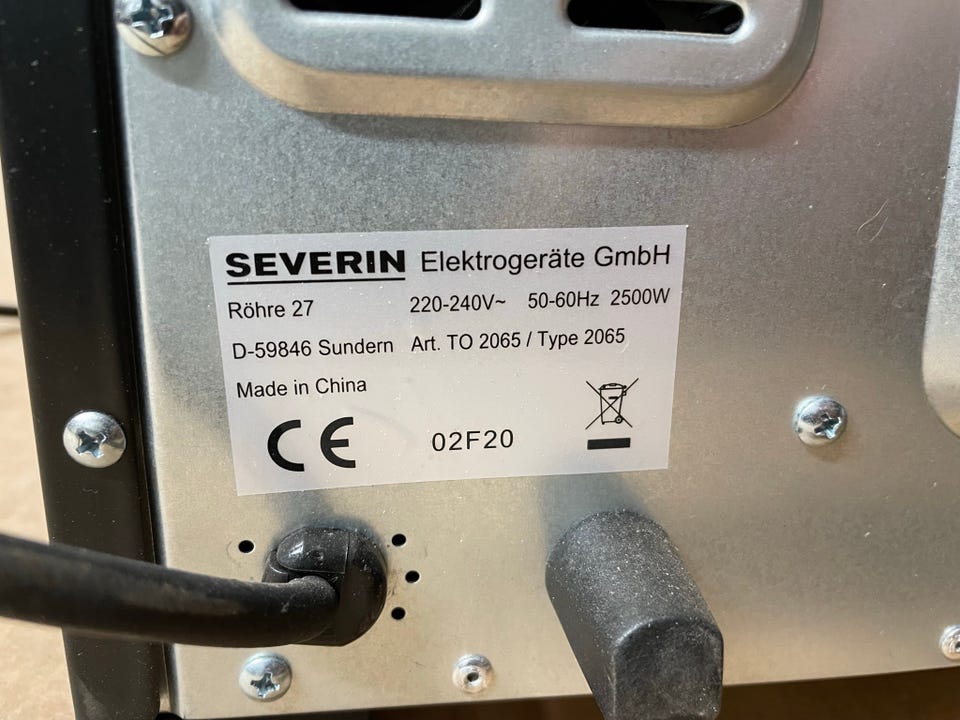 SEVERIN Elektrogeräte GmbH
Röhre 27 220-240V~ 50-60Hz 2500W
D-59846 Sundern Art. TO 2065 / Type 2065
Made in China
CE 02F20